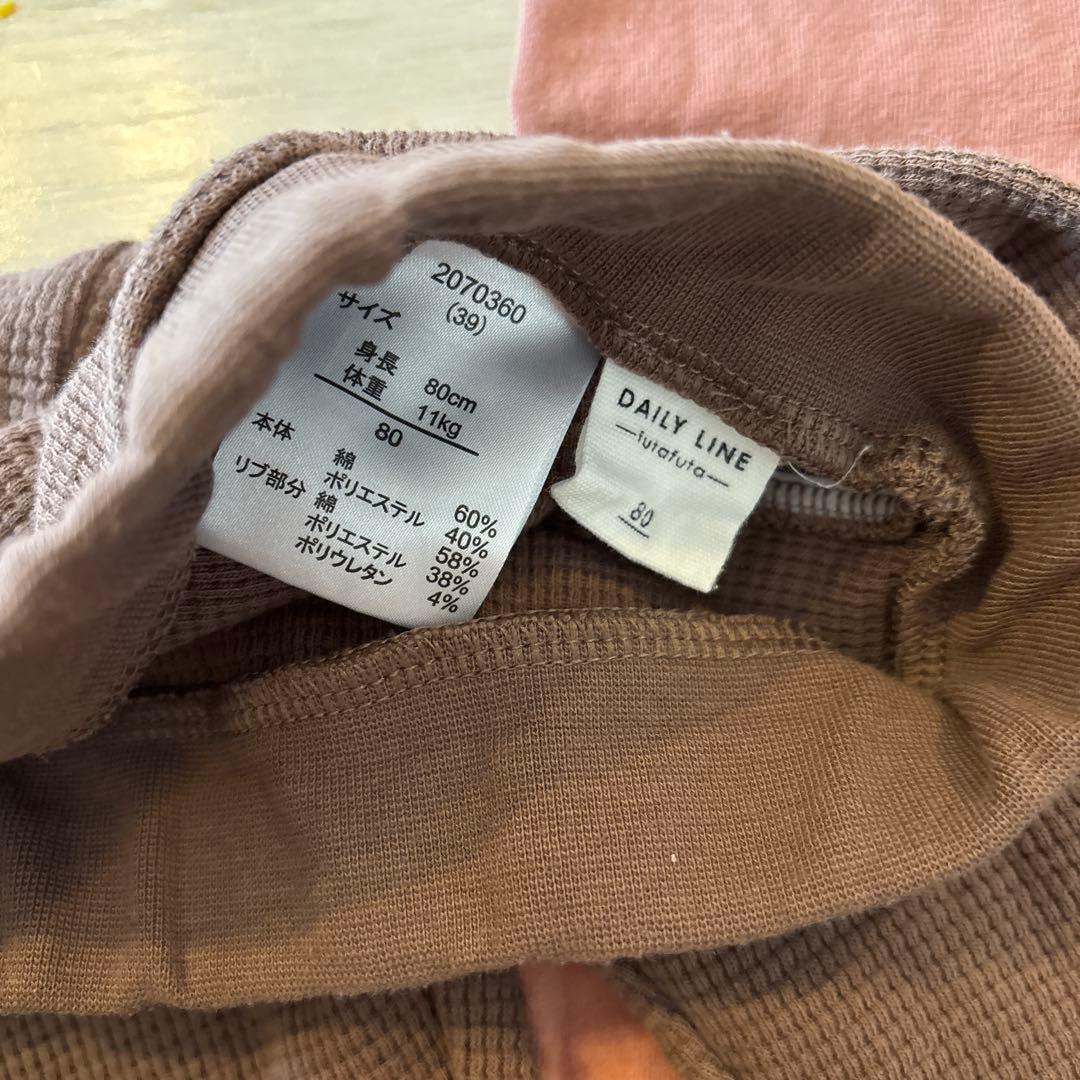 2070360
(39)
サイズ
身長 80cm
体重 11kg
80
本体 綿 60%
ポリエステル 40%
リブ部分 綿 58%
ポリエステル 38%
ポリウレタン 4%
DAILY LINE
futafuta
80